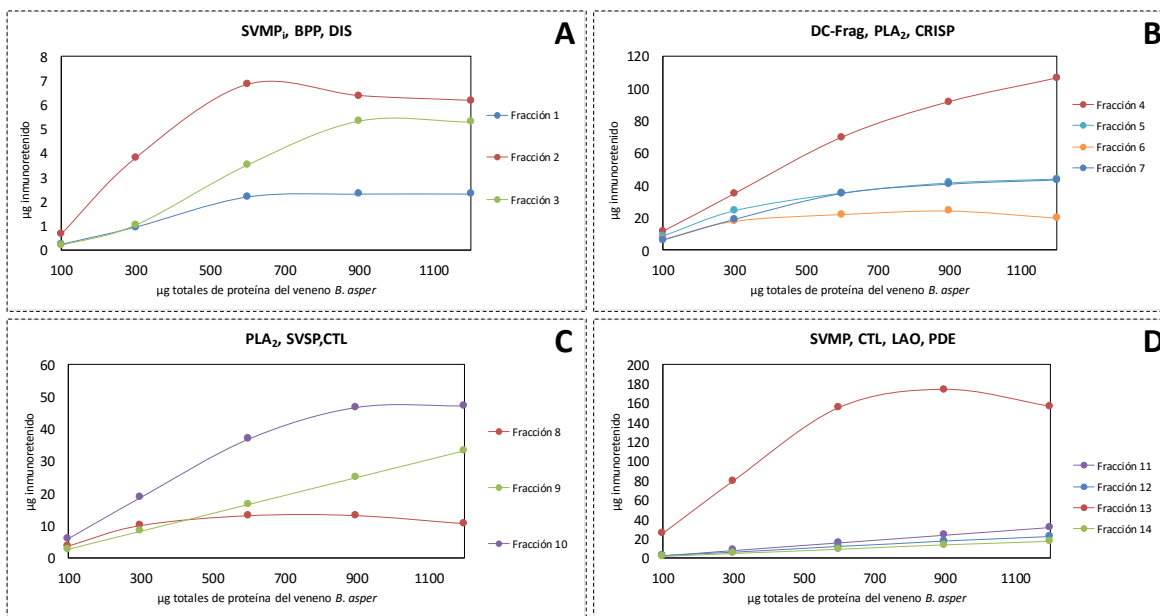 SVMPi, BPP, DIS
A
8
7
6
5
4
3
2
1
0
µg inmunoretenido
100 300 500 700 900 1100
µg totales de proteína del veneno B. asper
Fracción 1
Fracción 2
Fracción 3
DC-Frag, PLA2, CRISP
B
120
100
80
60
40
20
0
µg inmunoretenido
100 300 500 700 900 1100
µg totales de proteína del veneno B. asper
Fracción 4
Fracción 5
Fracción 6
Fracción 7
PLA2, SVSP,CTL
C
60
50
40
30
20
10
0
µg inmunoretenido
100 300 500 700 900 1100
µg totales de proteína del veneno B. asper
Fracción 8
Fracción 9
Fracción 10
SVMP, CTL, LAO, PDE
D
200
180
160
140
120
100
80
60
40
20
0
µg inmunoretenido
100 300 500 700 900 1100
µg totales de proteína del veneno B. asper
Fracción 11
Fracción 12
Fracción 13
Fracción 14